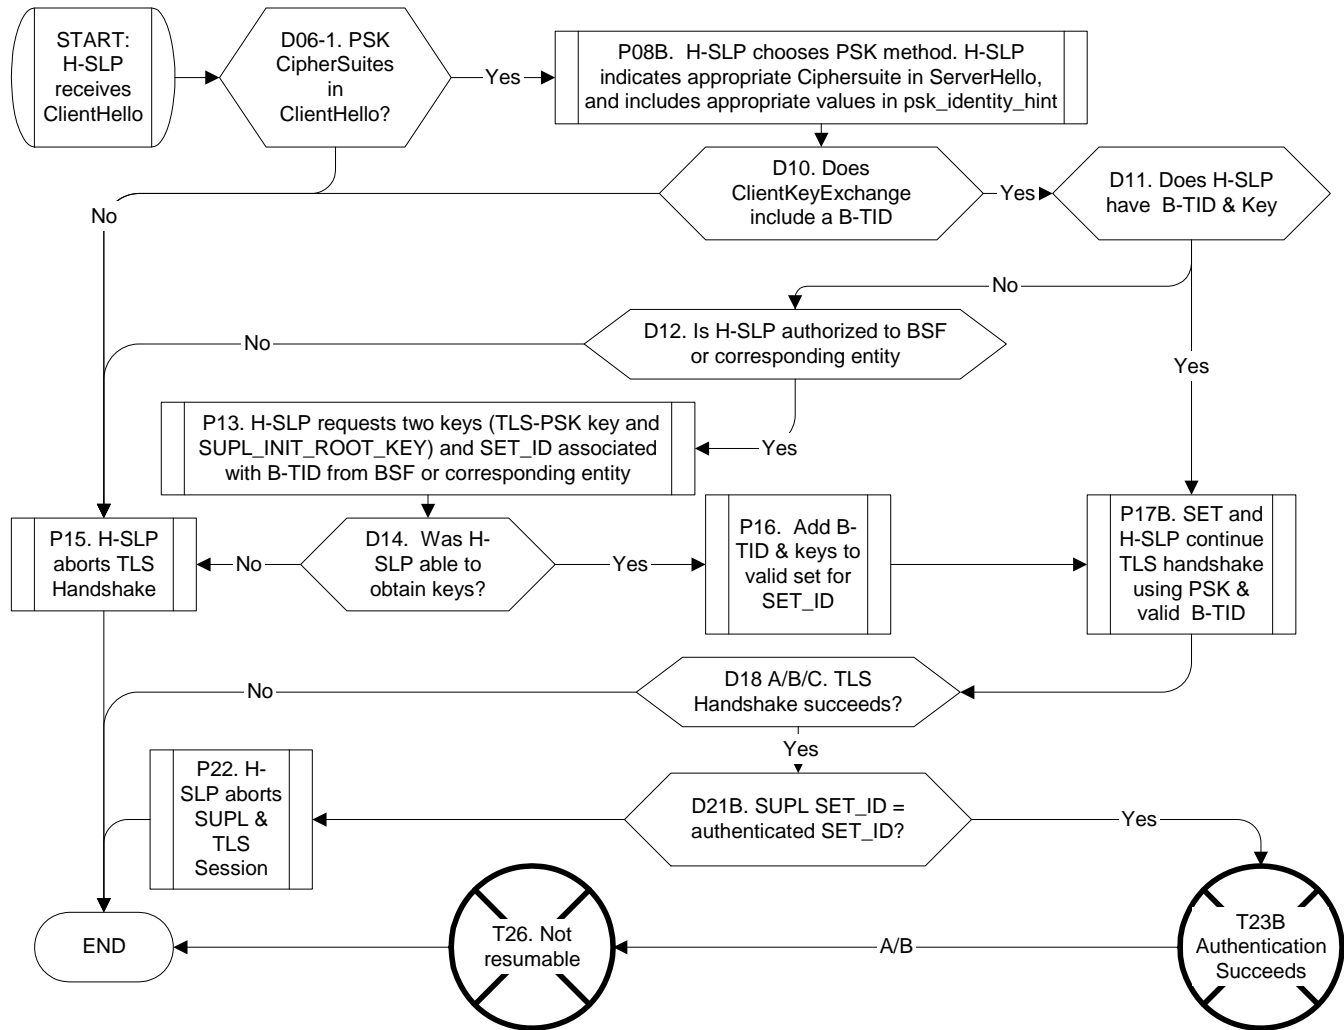 START:
H-SLP
receives
ClientHello
D06-1. PSK
CipherSuites
in
ClientHello?
Yes
P08B.  H-SLP chooses PSK method. H-SLP
indicates appropriate Ciphersuite in ServerHello,
and includes appropriate values in psk_identity_hint
D10. Does
ClientKeyExchange
include a B-TID
Yes
D11. Does H-SLP
have  B-TID & Key
No
No
D12. Is H-SLP authorized to BSF
or corresponding entity
No
Yes
P13. H-SLP requests two keys (TLS-PSK key and
SUPL_INIT_ROOT_KEY) and SET_ID associated
with B-TID from BSF or corresponding entity
Yes
P15. H-SLP
aborts TLS
Handshake
No
D14.  Was H-
SLP able to
obtain keys?
Yes
P16.  Add B-
TID & keys to
valid set for
SET_ID
P17B. SET and
H-SLP continue
TLS handshake
using PSK &
valid  B-TID
D18 A/B/C. TLS
Handshake succeeds?
No
Yes
P22. H-
SLP aborts
SUPL &
TLS
Session
D21B. SUPL SET_ID =
authenticated SET_ID?
Yes
END
T26. Not
resumable
A/B
T23B
Authentication
Succeeds